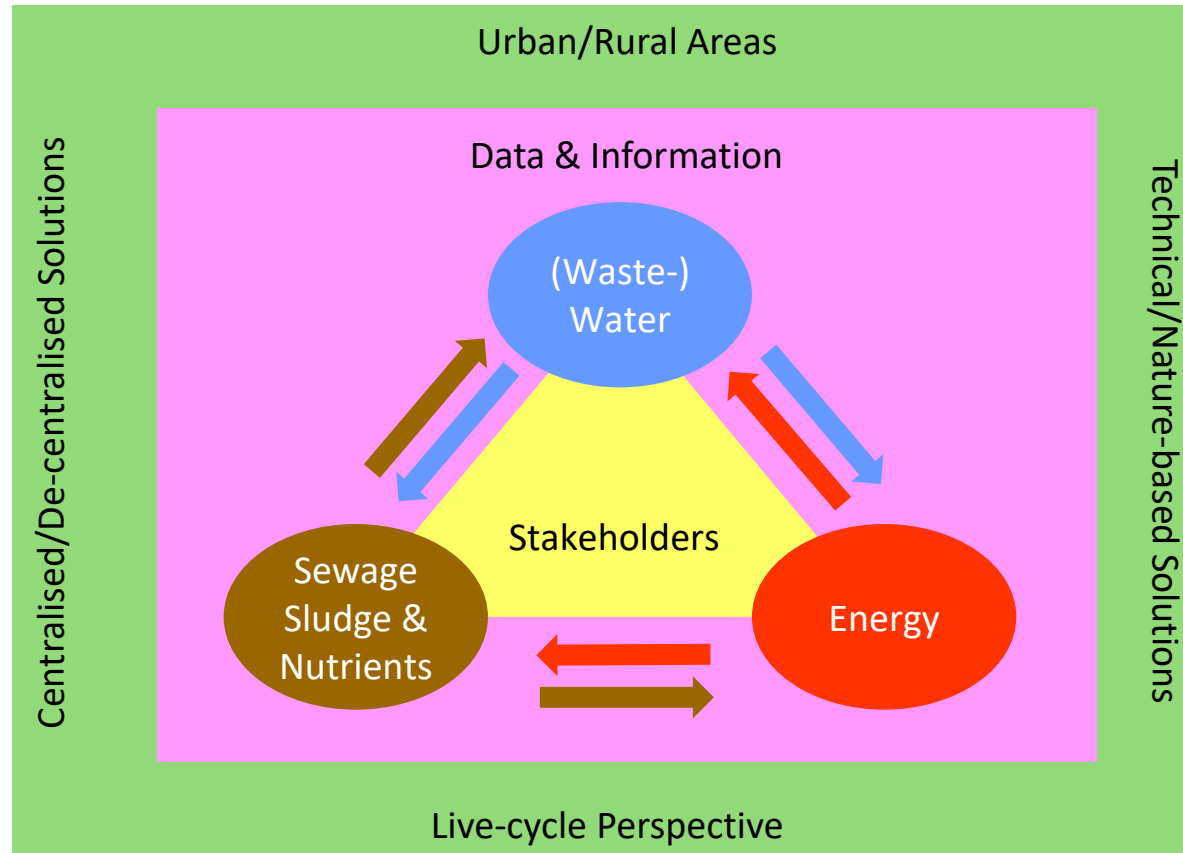 Urban/Rural Areas
Centralised/De-centralised Solutions
Data & Information
Technical/Nature-based Solutions
(Waste-)
Water
Stakeholders
Sewage
Sludge &
Nutrients
Energy
Live-cycle Perspective